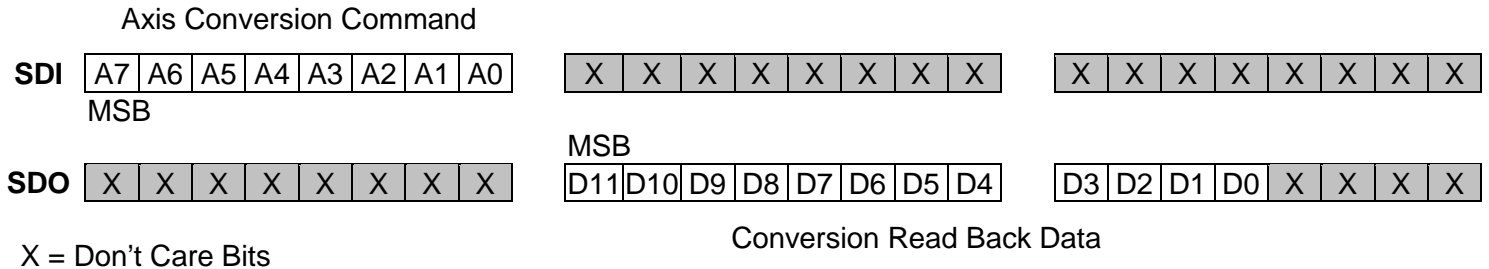 Axis Conversion Command
SDI A7 A6 A5 A4 A3 A2 A1 A0 X X X X X X X X X X X X X X X X
MSB
MSB
SDO X X X X X X X X D11 D10 D9 D8 D7 D6 D5 D4 D3 D2 D1 D0 X X X X
Conversion Read Back Data
X = Don't Care Bits